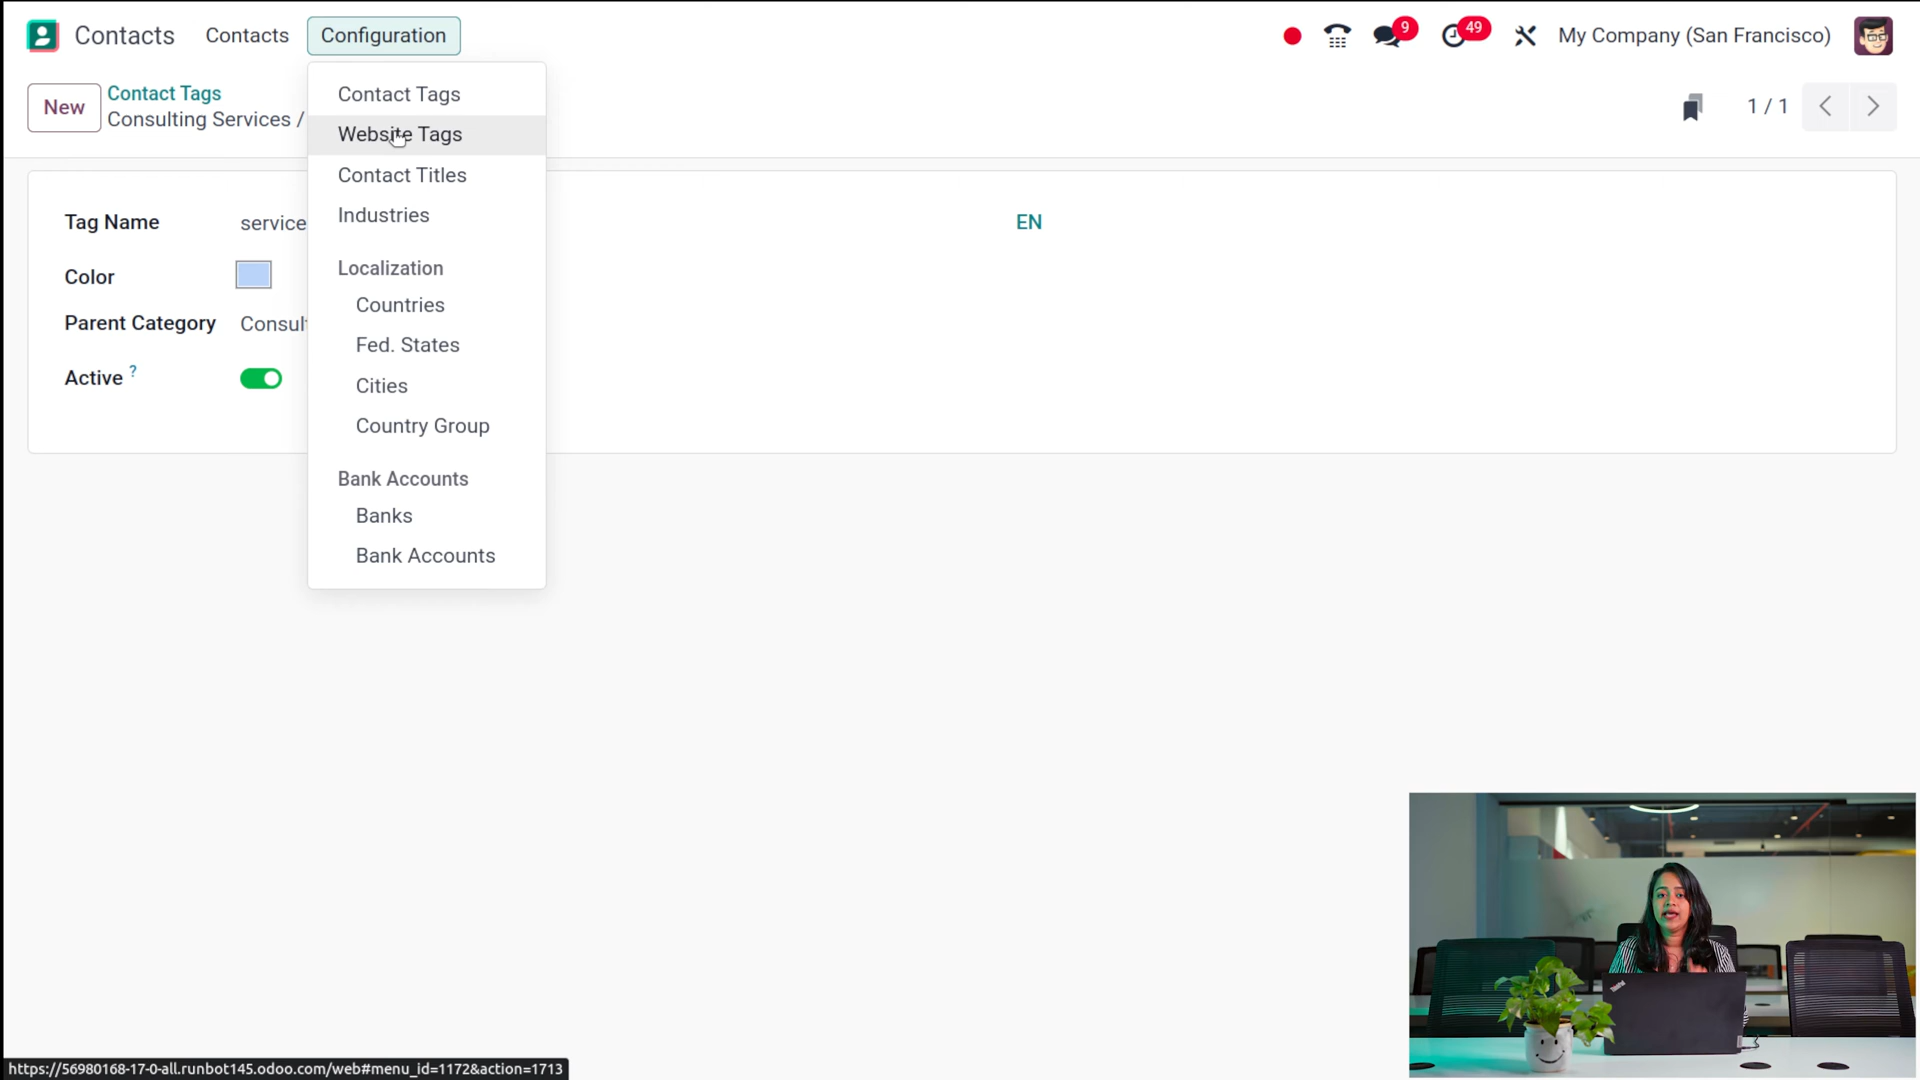 Contacts
Contacts
Configuration
9
49
My Company (San Francisco)
New
Contact Tags
Consulting Services /
1 / 1
Contact Tags
Website Tags
Contact Titles
Industries
Localization
Countries
Fed. States
Cities
Country Group
Bank Accounts
Banks
Bank Accounts
Tag Name
service
EN
Color
Parent Category
Consul
Active ?
https://56980168-17-0-all.runbot145.odoo.com/web#menu_id=1172&action=1713